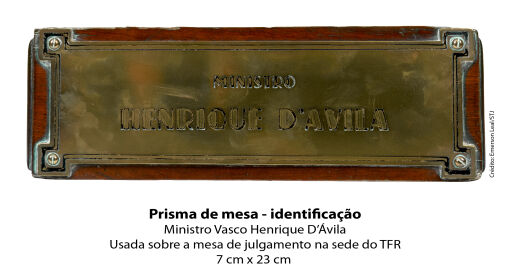 MINISTRO
HENRIQUE D'AVILA
Crédito: Emerson Leal/STJ
Prisma de mesa - identificação
Ministro Vasco Henrique D'Ávila
Usada sobre a mesa de julgamento na sede do TFR
7 cm x 23 cm